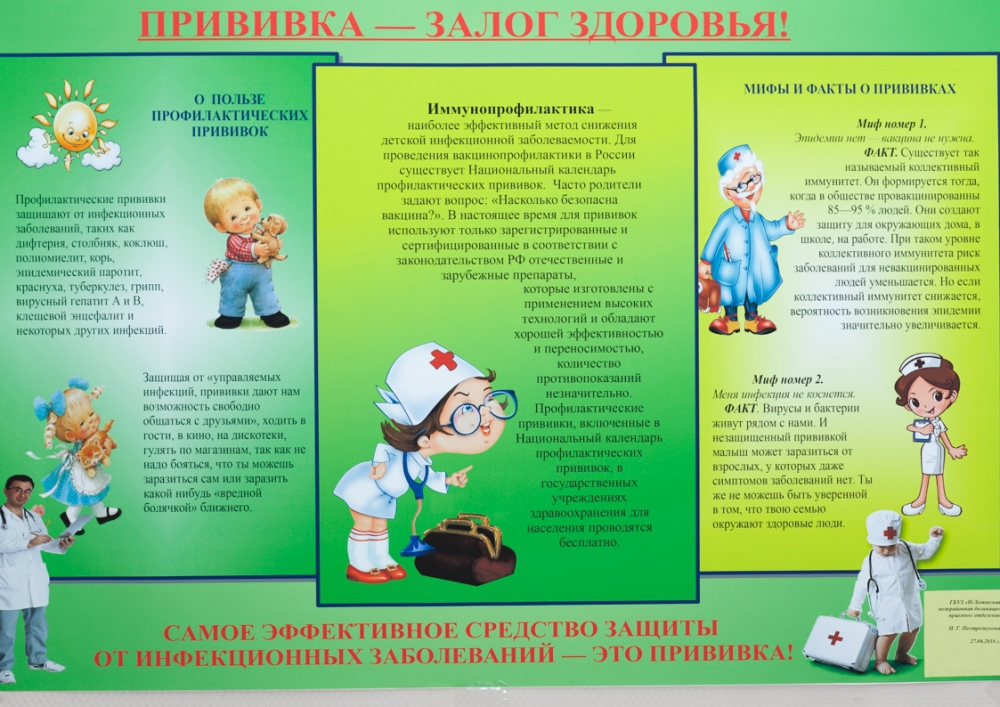 ПРИВИВКА — ЗАЛОГ ЗДОРОВЬЯ!
О ПОЛЬЗЕ
ПРОФИЛАКТИЧЕСКИХ
ПРИВИВОК
Профилактические прививки
защищают от инфекционных
заболеваний, таких как
дифтерия, столбняк, коклюш,
полиомиелит, корь,
эпидемический паротит,
краснуха, туберкулез, грипп,
вирусный гепатит А и В,
клещевой энцефалит и
некоторых других инфекций.
Защищая от «управляемых
инфекций, прививки дают нам
возможность свободно
общаться с друзьями», ходить в
гости, в кино, на дискотеки,
гулять по магазинам, так как не
надо бояться, что ты можешь
заразиться сам или заразить
какой нибудь «вредной
болячкой» ближнего.
Иммунопрофилактика —
наиболее эффективный метод снижения
детской инфекционной заболеваемости. Для
проведения вакцинопрофилактики в России
существует Национальный календарь
профилактических прививок. Часто родители
задают вопрос: «Насколько безопасна
вакцина?». В настоящее время для прививок
используют только зарегистрированные и
сертифицированные в соответствии с
законодательством РФ отечественные и
зарубежные препараты,
которые изготовлены с
применением высоких
технологий и обладают
хорошей эффективностью
и переносимостью,
количество
противопоказаний
незначительно.
Профилактические
прививки, включенные в
Национальный календарь
профилактических
прививок, в
государственных
учреждениях
здравоохранения для
населения проводятся
бесплатно.
МИФЫ И ФАКТЫ О ПРИВИВКАХ
Миф номер 1.
Эпидемии нет — вакцина не нужна.
ФАКТ. Существует так
называемый коллективный
иммунитет. Он формируется тогда,
когда в обществе провакцинированны
85—95 % людей. Они создают
защиту для окружающих дома, в
школе, на работе. При таком уровне
коллективного иммунитета риск
заболеваний для невакцинированных
людей уменьшается. Но если
коллективный иммунитет снижается,
вероятность возникновения эпидемии
значительно увеличивается.
Миф номер 2.
Меня инфекция не коснется.
ФАКТ. Вирусы и бактерии
живут рядом с нами. И
незащищенный прививкой
малыш может заразиться от
взрослых, у которых даже
симптомов заболеваний нет. Ты
же не можешь быть уверенной
в том, что твою семью
окружают здоровые люди.
САМОЕ ЭФФЕКТИВНОЕ СРЕДСТВО ЗАЩИТЫ
ОТ ИНФЕКЦИОННЫХ ЗАБОЛЕВАНИЙ — ЭТО ПРИВИВКА!